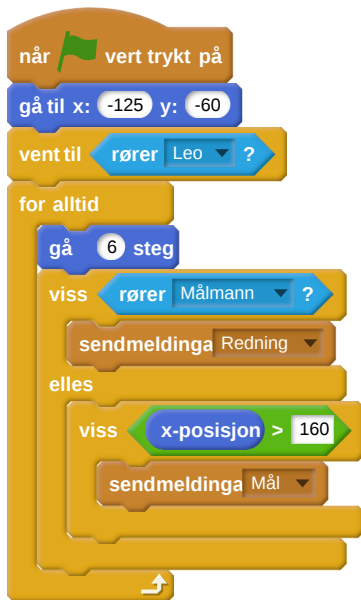 når vert trykt på
gå til x: -125 y: -60
vent til rører Leo ?
for alltid
gå 6 steg
viss rører Målmann ?
sendmeldinga Redning
elles
viss x-posisjon > 160
sendmeldinga Mål